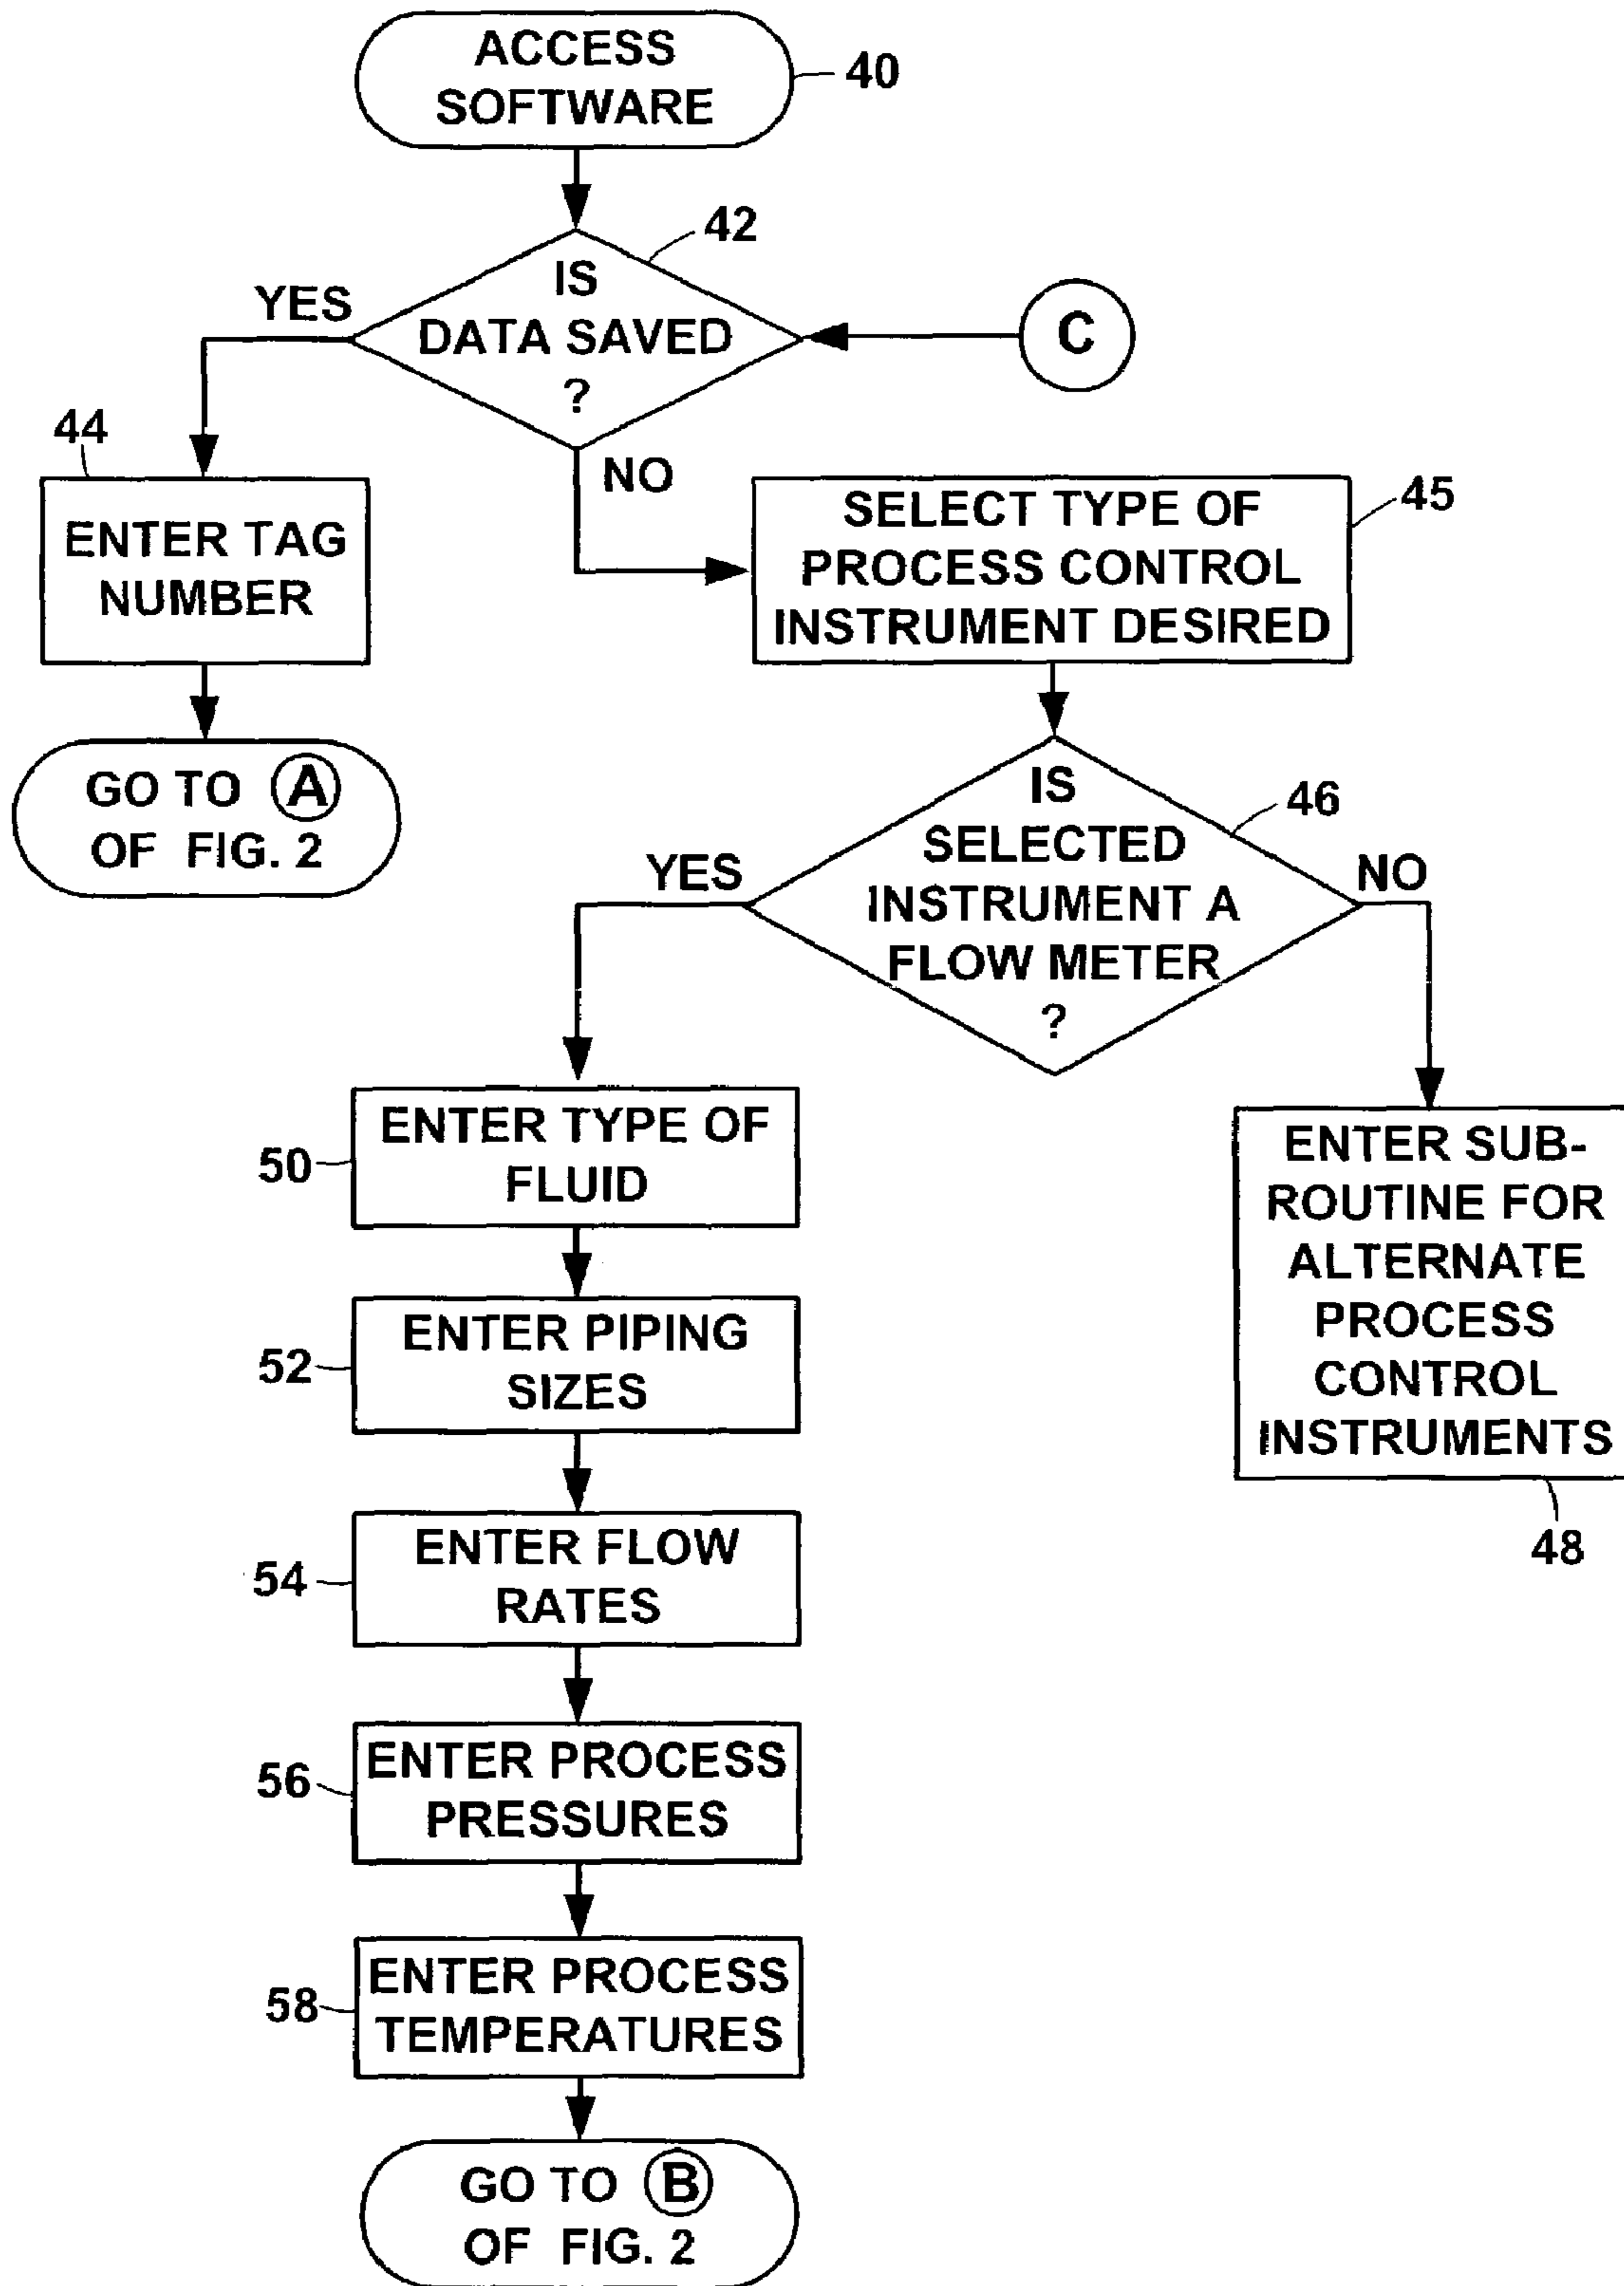 ACCESS
SOFTWARE
40
42
IS
DATA SAVED
?
YES
C
NO
44
ENTER TAG
NUMBER
GO TO A
OF FIG. 2
SELECT TYPE OF
PROCESS CONTROL
INSTRUMENT DESIRED
45
IS
SELECTED
INSTRUMENT A
FLOW METER
?
46
YES
NO
50
ENTER TYPE OF
FLUID
ENTER SUB-
ROUTINE FOR
ALTERNATE
PROCESS
CONTROL
INSTRUMENTS
48
52
ENTER PIPING
SIZES
54
ENTER FLOW
RATES
56
ENTER PROCESS
PRESSURES
58
ENTER PROCESS
TEMPERATURES
GO TO B
OF FIG. 2